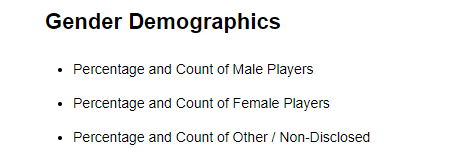 Gender Demographics
Percentage and Count of Male Players
Percentage and Count of Female Players
Percentage and Count of Other / Non-Disclosed